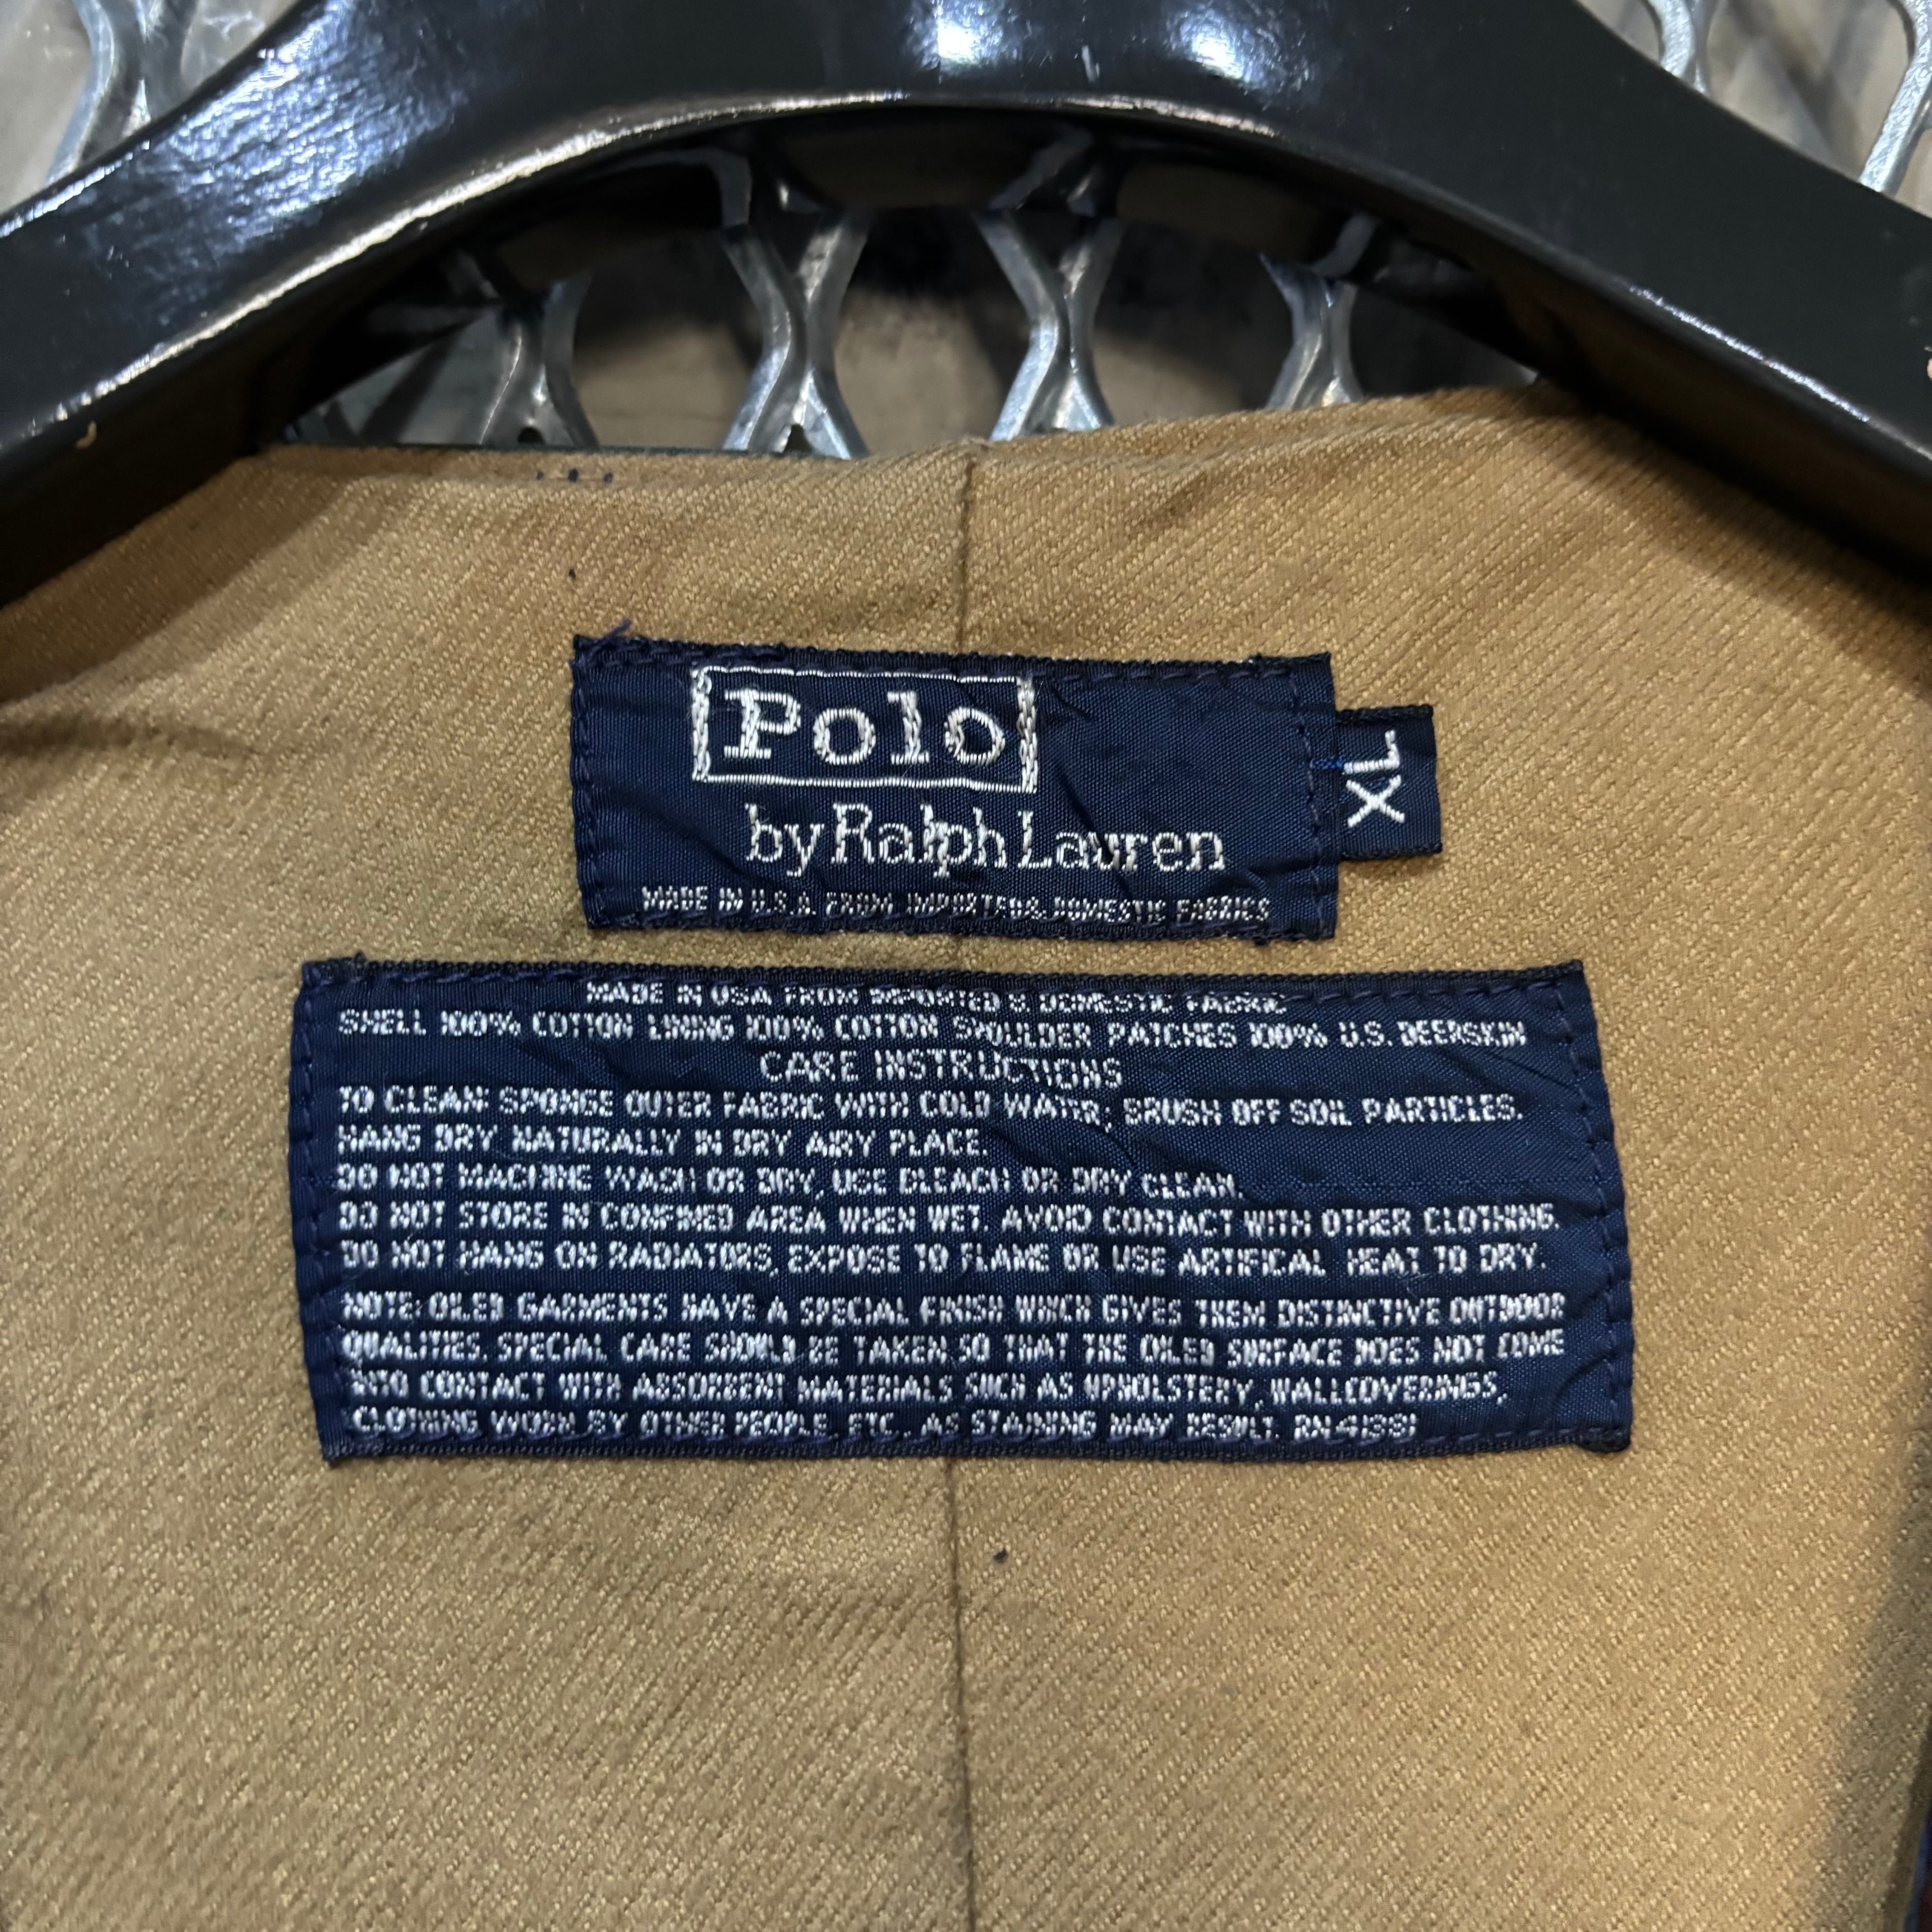 Polo
by Ralph Lauren
XL
MADE IN U.S.A. FROM IMPORTED & DOMESTIC FABRICS
MADE IN USA FROM IMPORTED & DOMESTIC FABRIC
SHELL 100% COTTON LINING 100% COTTON SHOULDER PATCHES 100% U.S. DEERSKIN
CARE INSTRUCTIONS
TO CLEAN: SPONGE OUTER FABRIC WITH COLD WATER; BRUSH OFF SOIL PARTICLES.
HANG DRY NATURALLY IN DRY AIRY PLACE.
DO NOT MACHINE WASH OR DRY, USE BLEACH OR DRY CLEAN.
DO NOT STORE IN CONFINED AREA WHEN WET. AVOID CONTACT WITH OTHER CLOTHING.
DO NOT HANG ON RADIATORS, EXPOSE TO FLAME OR USE ARTIFICAL HEAT TO DRY.
NOTE: OILED GARMENTS HAVE A SPECIAL FINISH WHICH GIVES THEM DISTINCTIVE OUTDOOR
QUALITIES. SPECIAL CARE SHOULD BE TAKEN SO THAT THE OILED SURFACE DOES NOT COME
INTO CONTACT WITH ABSORBENT MATERIALS SUCH AS UPHOLSTERY, WALLCOVERINGS,
CLOTHING WORN BY OTHER PEOPLE, ETC., AS STAINING MAY RESULT. RN 41381